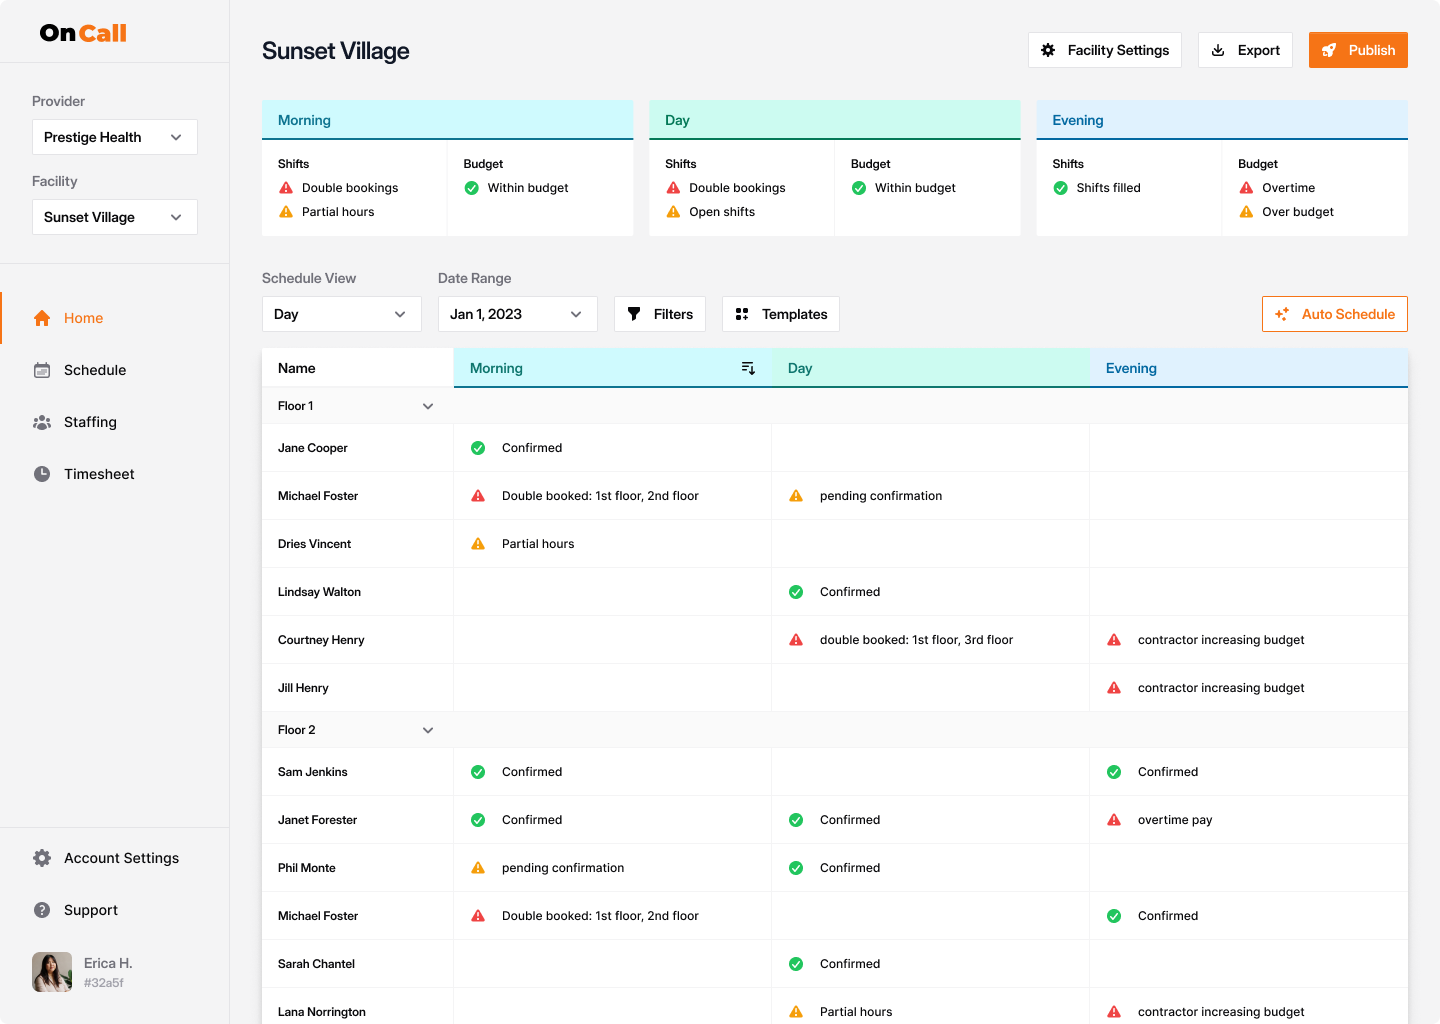 OnCall
Provider
Prestige Health
Facility
Sunset Village
Home
Schedule
Staffing
Timesheet
Account Settings
Support
Erica H.
#32a5f
Sunset Village
Facility Settings
Export
Publish
Morning
Shifts
Double bookings
Partial hours
Budget
Within budget
Day
Shifts
Double bookings
Open shifts
Budget
Within budget
Evening
Shifts
Shifts filled
Budget
Overtime
Over budget
Schedule View
Day
Date Range
Jan 1, 2023
Filters
Templates
Auto Schedule
Name Morning Day Evening
Floor 1
Jane Cooper Confirmed
Michael Foster Double booked: 1st floor, 2nd floor pending confirmation
Dries Vincent Partial hours
Lindsay Walton Confirmed
Courtney Henry double booked: 1st floor, 3rd floor contractor increasing budget
Jill Henry contractor increasing budget
Floor 2
Sam Jenkins Confirmed Confirmed
Janet Forester Confirmed Confirmed overtime pay
Phil Monte pending confirmation Confirmed
Michael Foster Double booked: 1st floor, 2nd floor Confirmed
Sarah Chantel Confirmed
Lana Norrington Partial hours contractor increasing budget